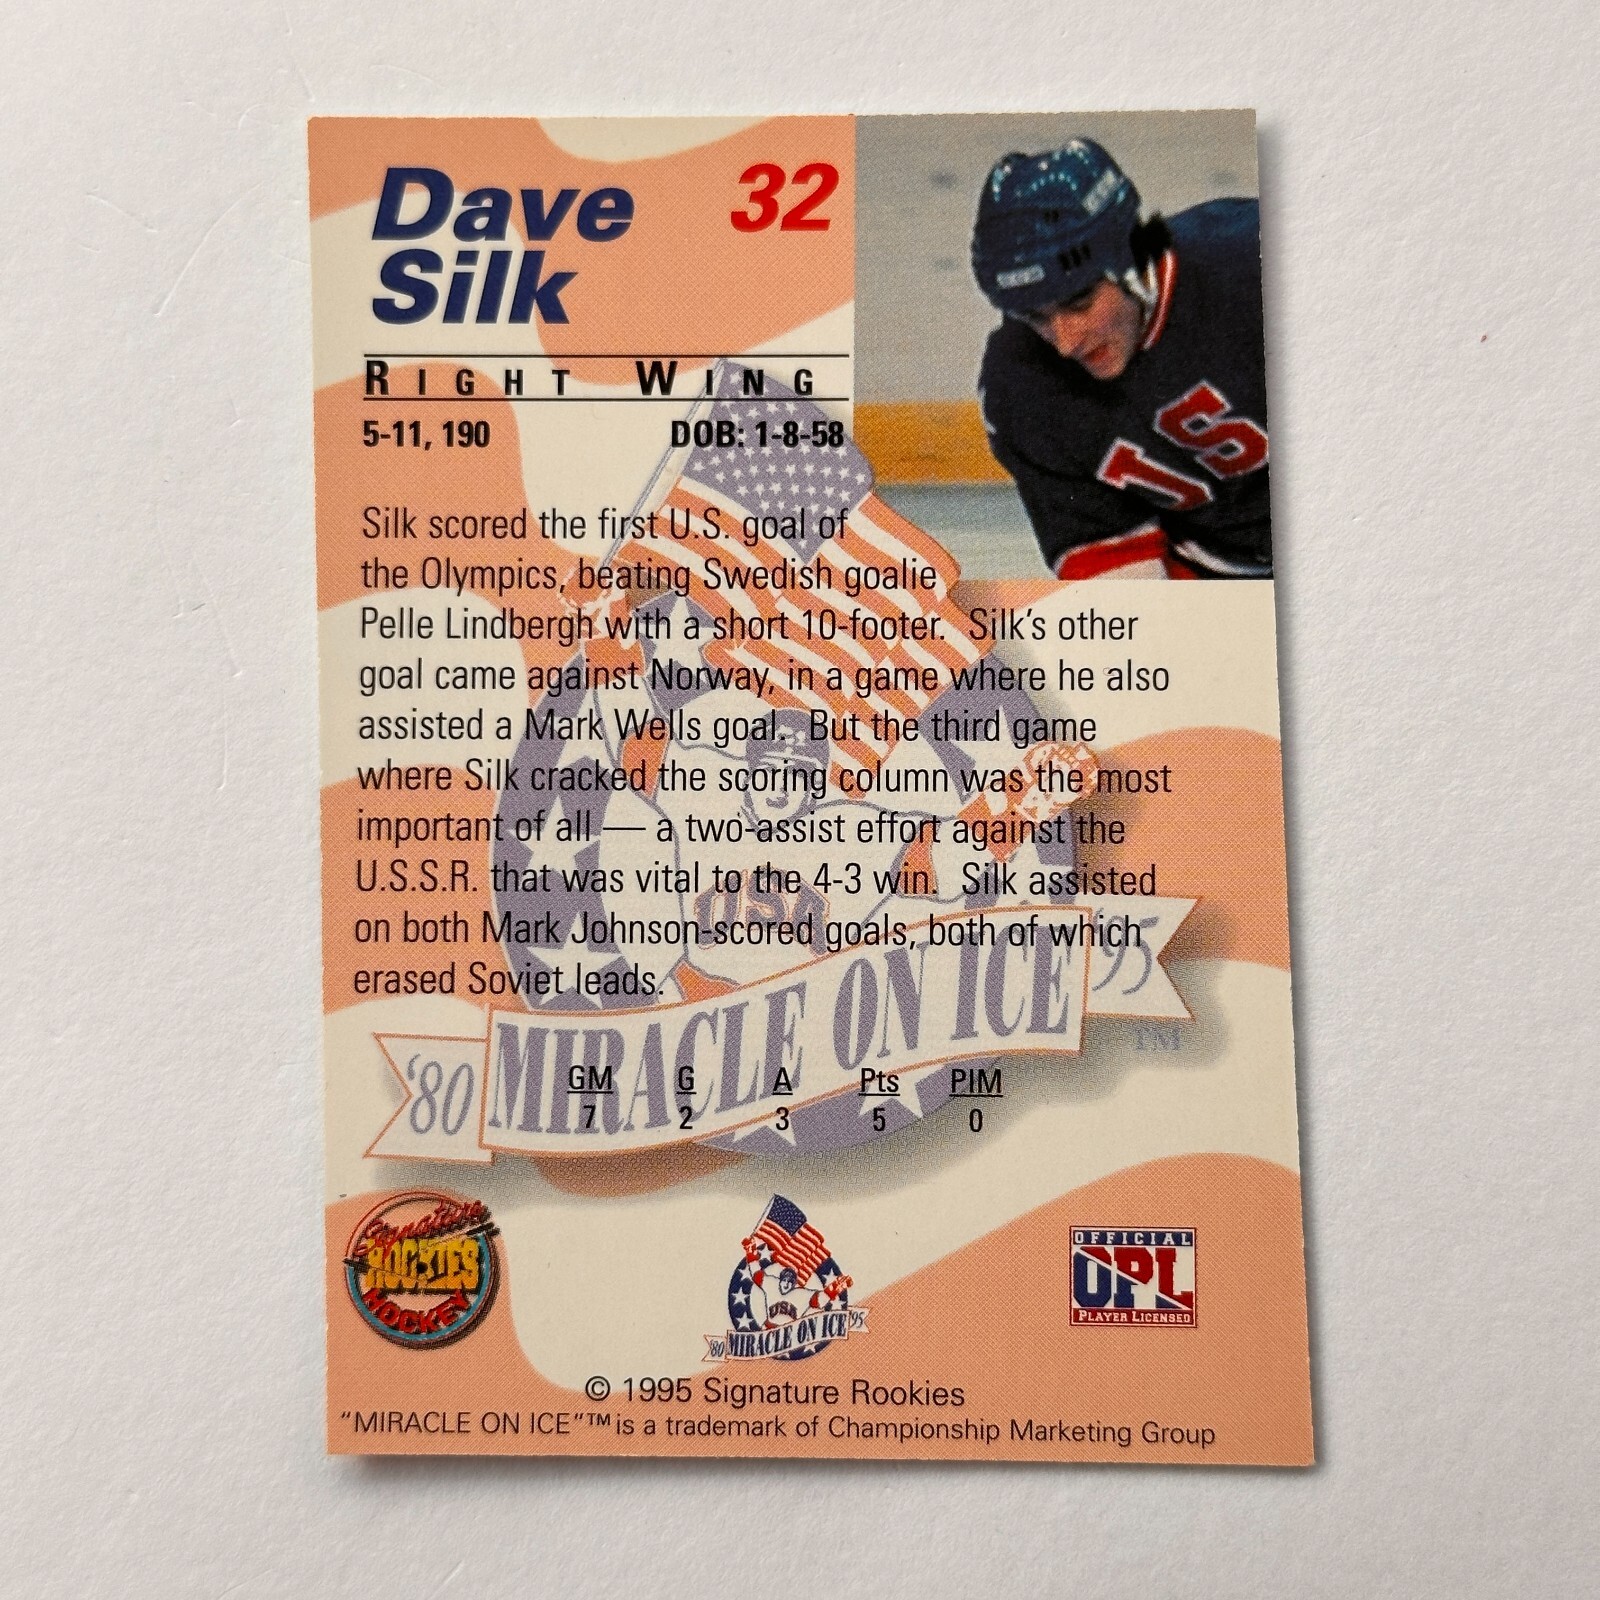 Dave 32
Silk
RIGHT WING
5-11, 190 DOB: 1-8-58
Silk scored the first U.S. goal of
the Olympics, beating Swedish goalie
Pelle Lindbergh with a short 10-footer. Silk's other
goal came against Norway, in a game where he also
assisted a Mark Wells goal. But the third game
where Silk cracked the scoring column was the most
important of all — a two-assist effort against the
U.S.S.R. that was vital to the 4-3 win. Silk assisted
on both Mark Johnson-scored goals, both of which
erased Soviet leads.
US
USA
'80 MIRACLE ON ICE '95 TM
GM G A Pts PIM
7 2 3 5 0
Signature
ROOKIES
HOCKEY
USA
'80 MIRACLE ON ICE '95
OFFICIAL
OPL
PLAYER LICENSED
© 1995 Signature Rookies
"MIRACLE ON ICE"™ is a trademark of Championship Marketing Group